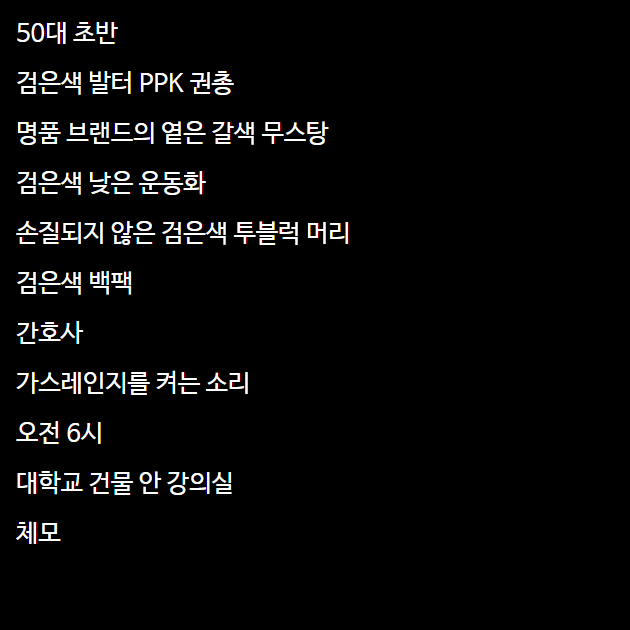 50대 초반
검은색 발터 PPK 권총
명품 브랜드의 옅은 갈색 무스탕
검은색 낮은 운동화
손질되지 않은 검은색 투블럭 머리
검은색 백팩
간호사
가스레인지를 켜는 소리
오전 6시
대학교 건물 안 강의실
체모